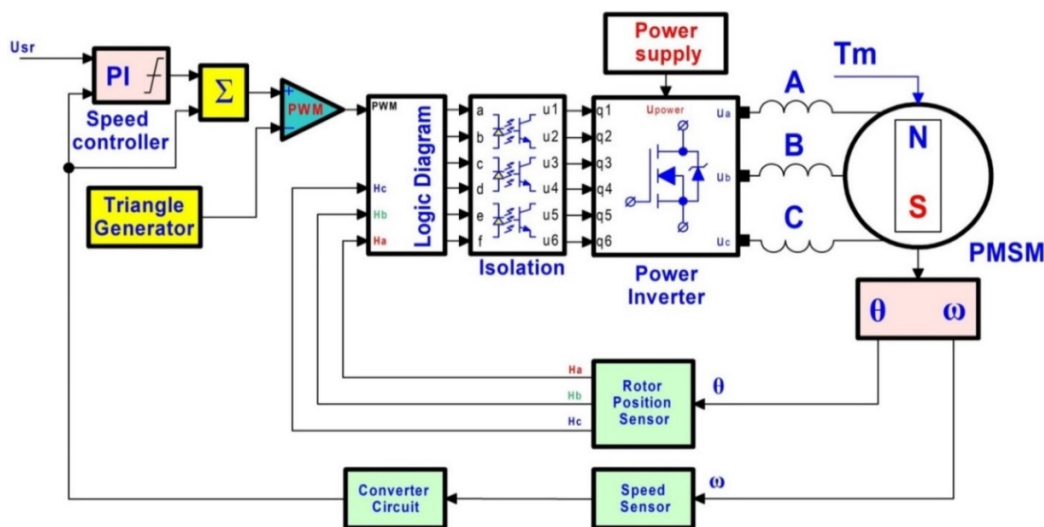 Usr
PI
Speed
controller
Σ
+
PWM
−
Triangle
Generator
PWM
Hc
Hb
Ha
Logic Diagram
a
b
c
d
e
f
u1
u2
u3
u4
u5
u6
Isolation
Power
supply
q1
q2
q3
q4
q5
q6
upower
ua
ub
uc
Power
Inverter
A
B
C
Tm
N
S
PMSM
θ ω
Ha
Hb
Hc
Rotor
Position
Sensor
θ
Converter
Circuit
Speed
Sensor
ω